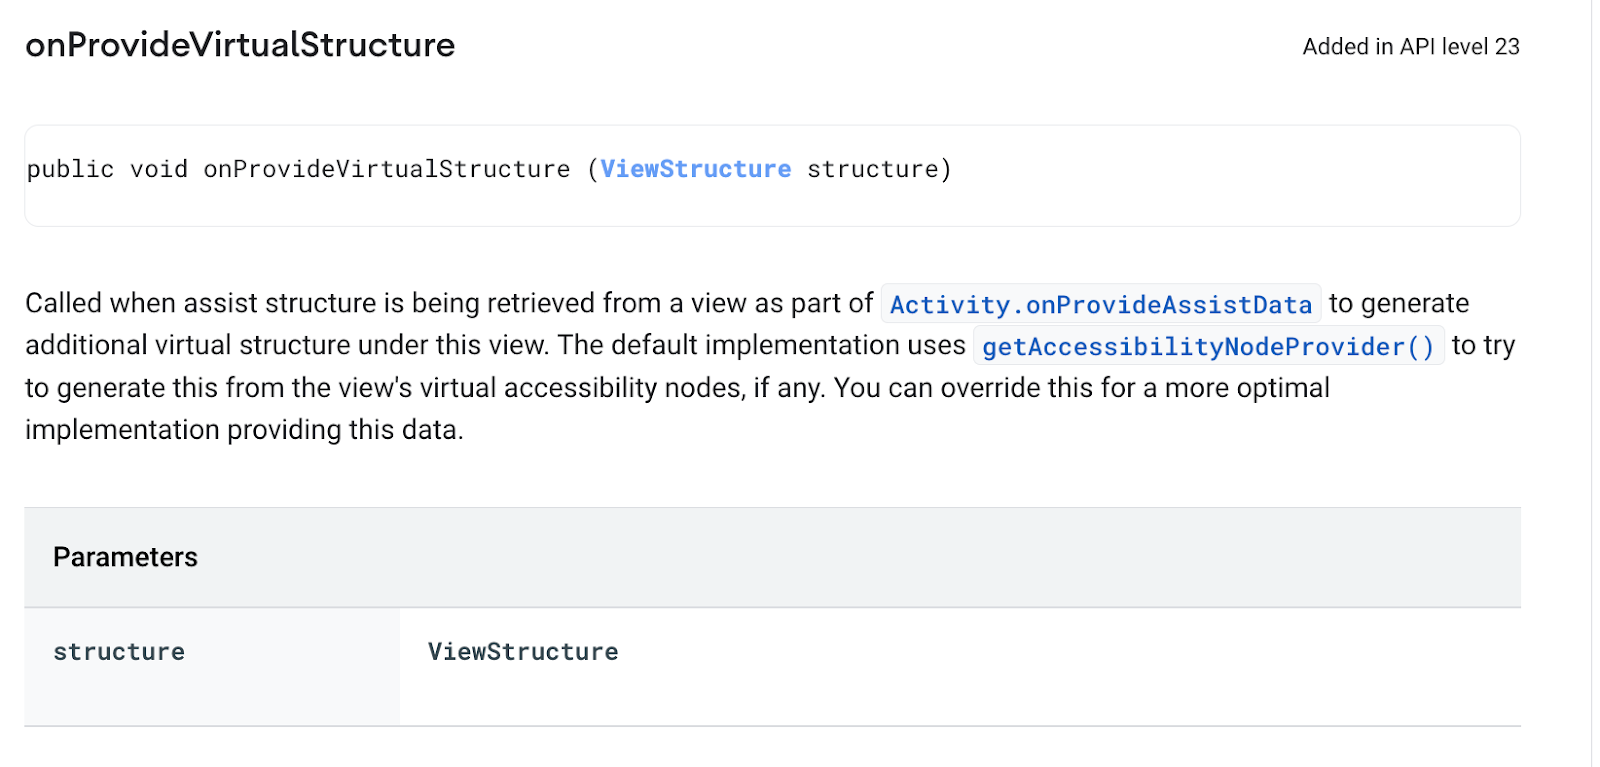 onProvideVirtualStructure
Added in API level 23
public void onProvideVirtualStructure (ViewStructure structure)
Called when assist structure is being retrieved from a view as part of Activity.onProvideAssistData to generate
additional virtual structure under this view. The default implementation uses getAccessibilityNodeProvider() to try
to generate this from the view's virtual accessibility nodes, if any. You can override this for a more optimal
implementation providing this data.
Parameters
structure
ViewStructure